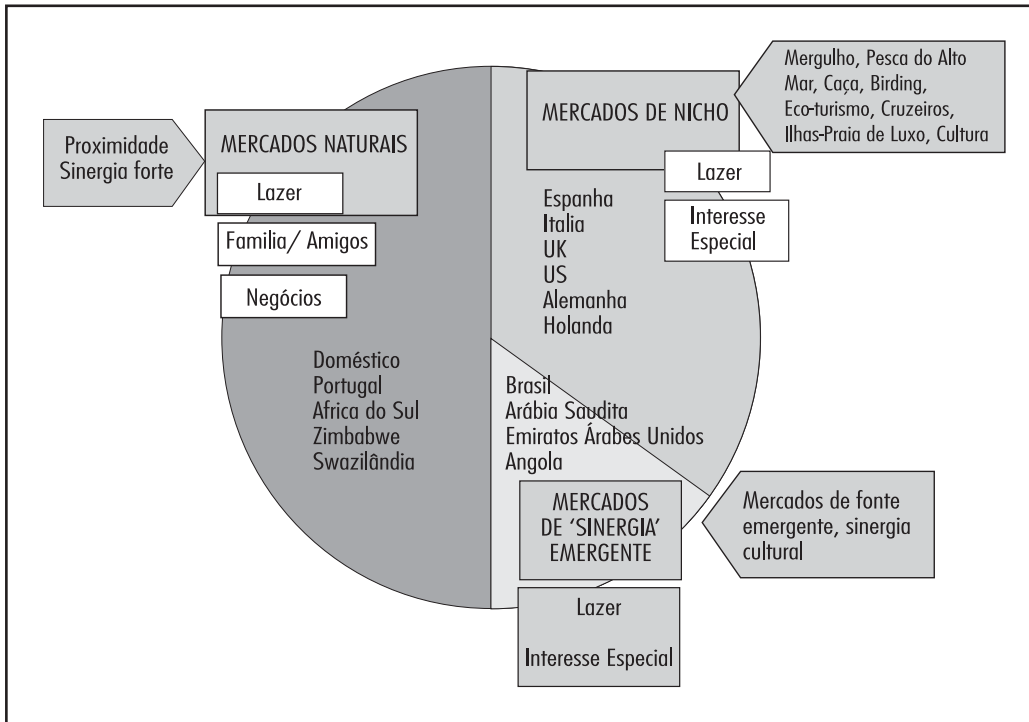 Proximidade
Sinergia forte
MERCADOS NATURAIS
Lazer
Familia/ Amigos
Negócios
Doméstico
Portugal
Africa do Sul
Zimbabwe
Swazilândia
MERCADOS DE NICHO
Mergulho, Pesca do Alto
Mar, Caça, Birding,
Eco-turismo, Cruzeiros,
Ilhas-Praia de Luxo, Cultura
Lazer
Interesse
Especial
Espanha
Italia
UK
US
Alemanha
Holanda
Brasil
Arábia Saudita
Emiratos Árabes Unidos
Angola
MERCADOS
DE ‘SINERGIA’
EMERGENTE
Lazer
Interesse Especial
Mercados de fonte
emergente, sinergia
cultural